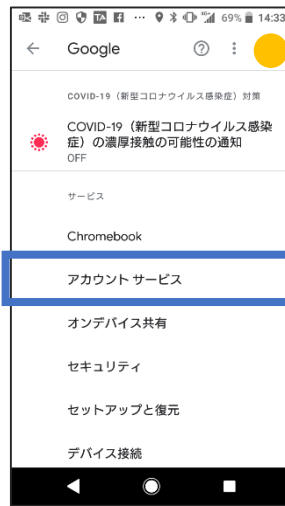 69% 14:33
Google
COVID-19（新型コロナウイルス感染症）対策
COVID-19（新型コロナウイルス感染
症）の濃厚接触の可能性の通知
OFF
サービス
Chromebook
アカウント サービス
オンデバイス共有
セキュリティ
セットアップと復元
デバイス接続